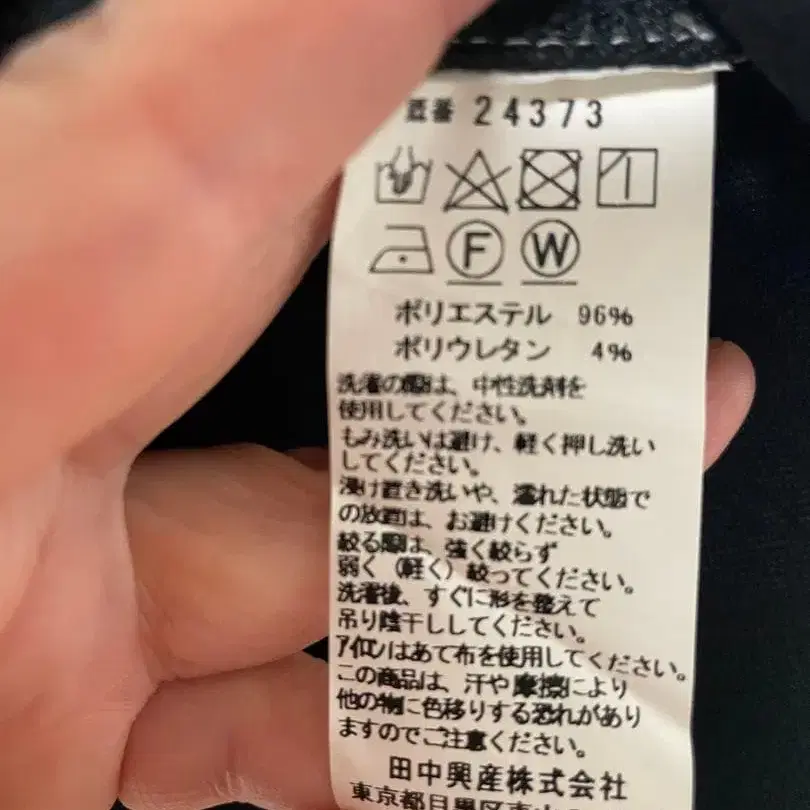 匝番 24373
F W
ポリエステル 96%
ポリウレタン 4%
洗濯の際は、中性洗剤を
使用してください。
もみ洗いは避け、軽く押し洗い
してください。
浸け置き洗いや、濡れた状態で
の放置は、お避けください。
絞る際は、強く絞らず
弱く（軽く）絞ってください。
洗濯後、すぐに形を整えて
吊り陰干ししてください。
アイロンはあて布を使用してください。
この商品は、汗や摩擦により
他の物に色移りする恐れがあり
ますのでご注意ください。
田中興産株式会社
東京都目黒区東山